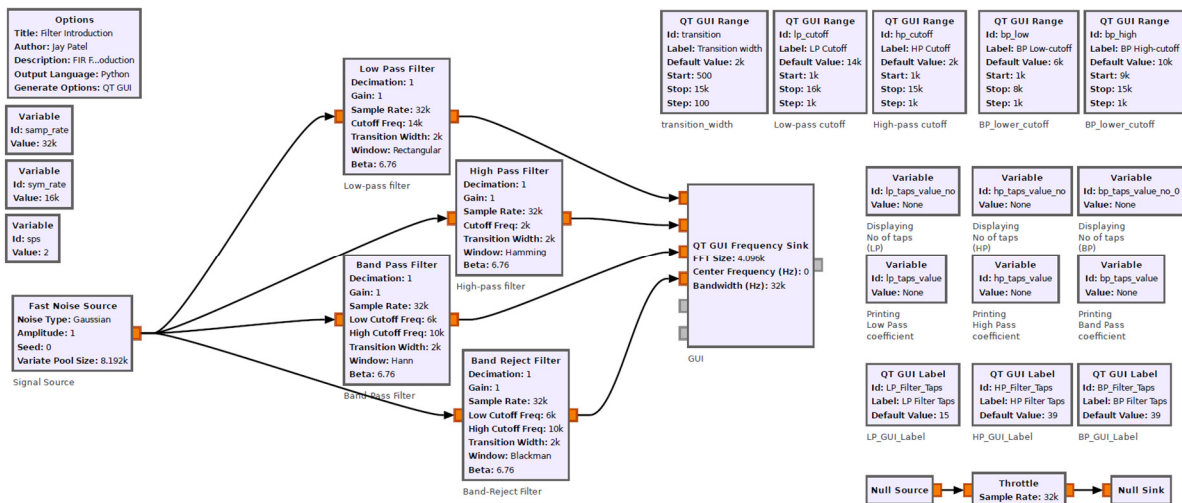 Options
Title: Filter Introduction
Author: Jay Patel
Description: FIR F...oduction
Output Language: Python
Generate Options: QT GUI
Variable
Id: samp_rate
Value: 32k
Variable
Id: sym_rate
Value: 16k
Variable
Id: sps
Value: 2
Fast Noise Source
Noise Type: Gaussian
Amplitude: 1
Seed: 0
Variate Pool Size: 8.192k
Signal Source
Low Pass Filter
Decimation: 1
Gain: 1
Sample Rate: 32k
Cutoff Freq: 14k
Transition Width: 2k
Window: Rectangular
Beta: 6.76
Low-pass filter
High Pass Filter
Decimation: 1
Gain: 1
Sample Rate: 32k
Cutoff Freq: 2k
Transition Width: 2k
Window: Hamming
Beta: 6.76
High-pass filter
Band Pass Filter
Decimation: 1
Gain: 1
Sample Rate: 32k
Low Cutoff Freq: 6k
High Cutoff Freq: 10k
Transition Width: 2k
Window: Hann
Beta: 6.76
Band-Pass Filter
Band Reject Filter
Decimation: 1
Gain: 1
Sample Rate: 32k
Low Cutoff Freq: 6k
High Cutoff Freq: 10k
Transition Width: 2k
Window: Blackman
Beta: 6.76
Band-Reject Filter
QT GUI Frequency Sink
FFT Size: 4.096k
Center Frequency (Hz): 0
Bandwidth (Hz): 32k
GUI
QT GUI Range
Id: transition
Label: Transition width
Default Value: 2k
Start: 500
Stop: 15k
Step: 100
transition_width
QT GUI Range
Id: lp_cutoff
Label: LP Cutoff
Default Value: 14k
Start: 1k
Stop: 16k
Step: 1k
Low-pass cutoff
QT GUI Range
Id: hp_cutoff
Label: HP Cutoff
Default Value: 2k
Start: 1k
Stop: 15k
Step: 1k
High-pass cutoff
QT GUI Range
Id: bp_low
Label: BP Low-cutoff
Default Value: 6k
Start: 1k
Stop: 8k
Step: 1k
BP_lower_cutoff
QT GUI Range
Id: bp_high
Label: BP High-cutoff
Default Value: 10k
Start: 9k
Stop: 15k
Step: 1k
BP_lower_cutoff
Variable
Id: lp_taps_value_no
Value: None
Displaying
No of taps
(LP)
Variable
Id: hp_taps_value_no
Value: None
Displaying
No of taps
(HP)
Variable
Id: bp_taps_value_no_0
Value: None
Displaying
No of taps
(BP)
Variable
Id: lp_taps_value
Value: None
Printing
Low Pass
coefficient
Variable
Id: hp_taps_value
Value: None
Printing
High Pass
coefficient
Variable
Id: bp_taps_value
Value: None
Printing
Band Pass
coefficient
QT GUI Label
Id: LP_Filter_Taps
Label: LP Filter Taps
Default Value: 15
LP_GUI_Label
QT GUI Label
Id: HP_Filter_Taps
Label: HP Filter Taps
Default Value: 39
HP_GUI_Label
QT GUI Label
Id: BP_Filter_Taps
Label: BP Filter Taps
Default Value: 39
BP_GUI_Label
Null Source
Throttle
Sample Rate: 32k
Null Sink